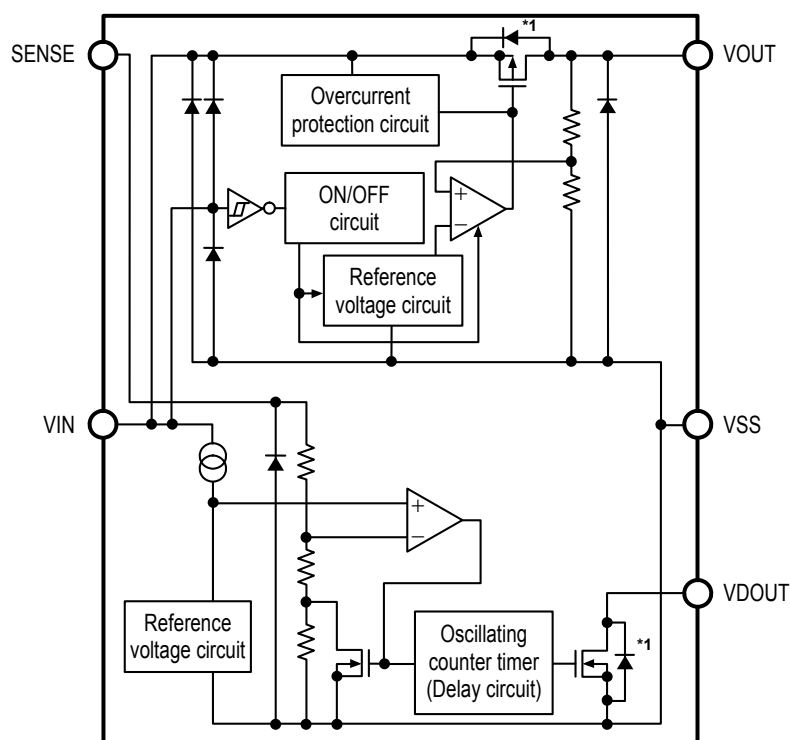 *1
SENSE
VOUT
Overcurrent
protection circuit
ON/OFF
circuit
+
−
Reference
voltage circuit
VIN
VSS
+
−
VDOUT
Reference
voltage circuit
Oscillating
counter timer
(Delay circuit)
*1